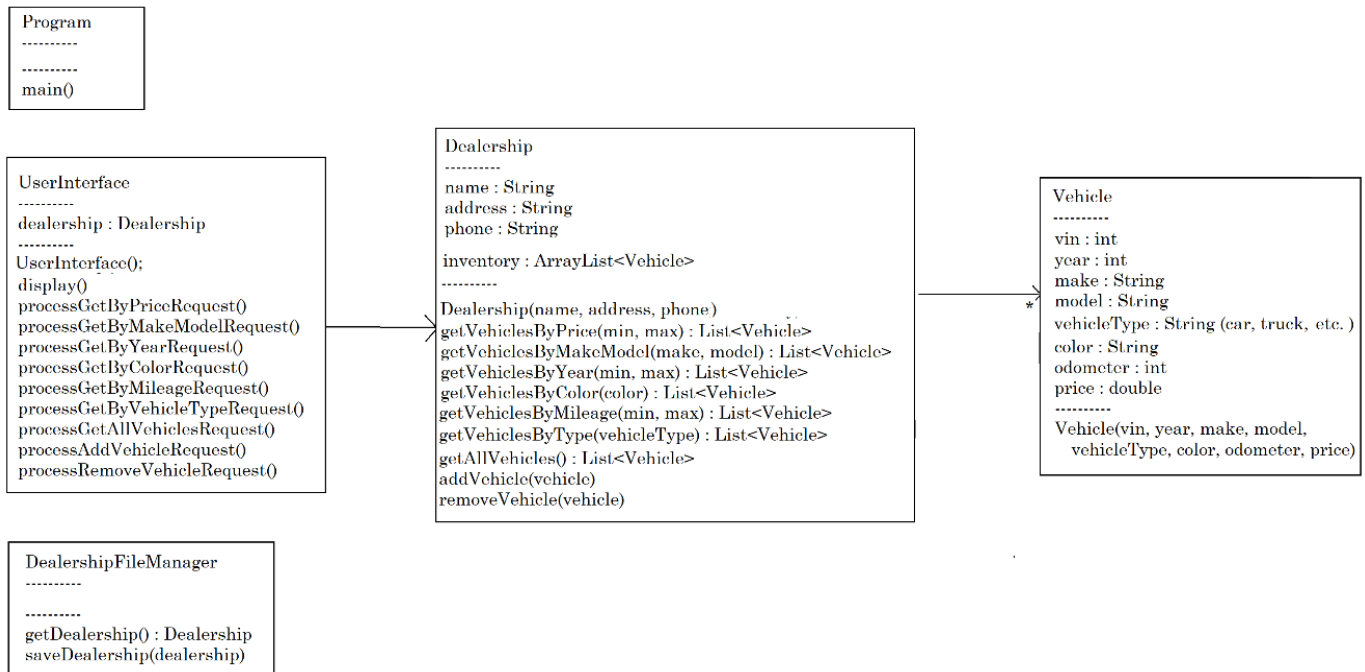 Program
----------
----------
main()
UserInterface
----------
dealership : Dealership
----------
UserInterface();
display()
processGetByPriceRequest()
processGetByMakeModelRequest()
processGetByYearRequest()
processGetByColorRequest()
processGetByMileageRequest()
processGetByVehicleTypeRequest()
processGetAllVehiclesRequest()
processAddVehicleRequest()
processRemoveVehicleRequest()
Dealership
----------
name : String
address : String
phone : String
inventory : ArrayList<Vehicle>
----------
Dealership(name, address, phone)
getVehiclesByPrice(min, max) : List<Vehicle>
getVehiclesByMakeModel(make, model) : List<Vehicle>
getVehiclesByYear(min, max) : List<Vehicle>
getVehiclesByColor(color) : List<Vehicle>
getVehiclesByMileage(min, max) : List<Vehicle>
getVehiclesByType(vehicleType) : List<Vehicle>
getAllVehicles() : List<Vehicle>
addVehicle(vehicle)
removeVehicle(vehicle)
*
Vehicle
----------
vin : int
year : int
make : String
model : String
vehicleType : String (car, truck, etc. )
color : String
odometer : int
price : double
----------
Vehicle(vin, year, make, model,
vehicleType, color, odometer, price)
DealershipFileManager
----------
----------
getDealership() : Dealership
saveDealership(dealership)